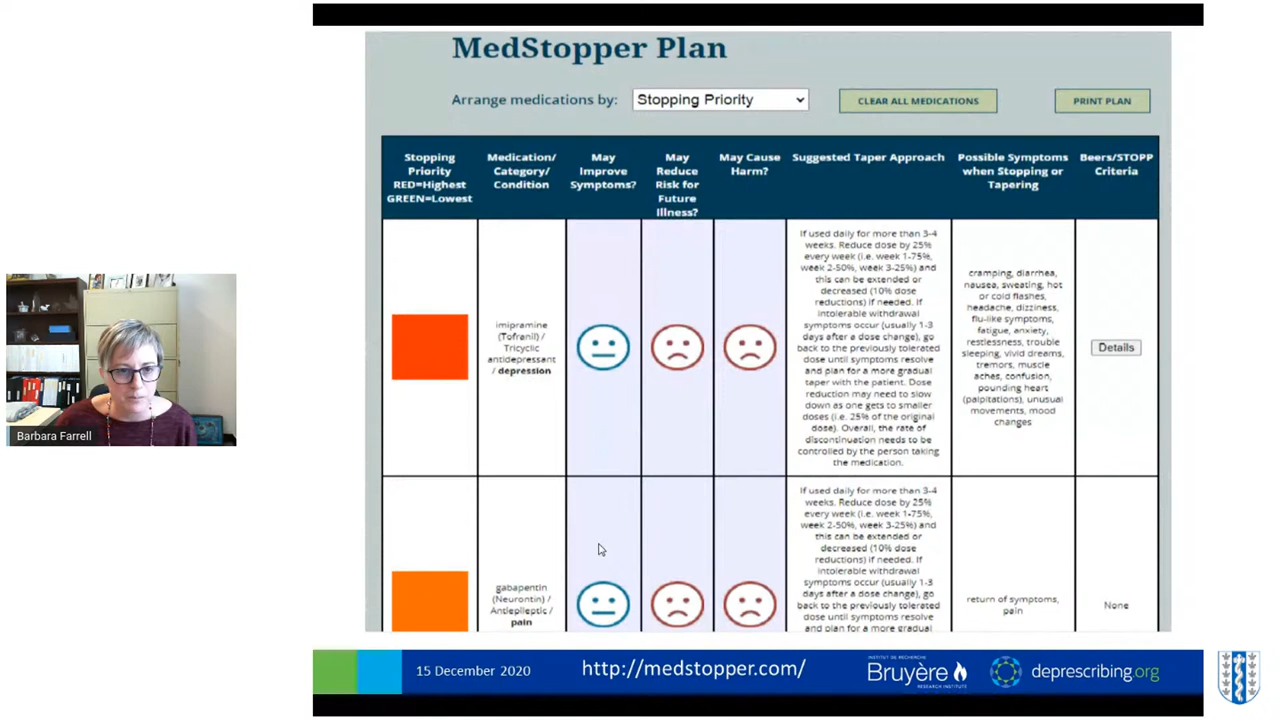 MedStopper Plan
Arrange medications by:
Stopping Priority
CLEAR ALL MEDICATIONS
PRINT PLAN
Stopping
Priority
RED=Highest
GREEN=Lowest
Medication/
Category/
Condition
May
Improve
Symptoms?
May
Reduce
Risk for
Future
Illness?
May Cause
Harm?
Suggested Taper Approach
Possible Symptoms
when Stopping or
Tapering
Beers/STOPP
Criteria
imipramine
(Tofranil) /
Tricyclic
antidepressant
/ depression
If used daily for more than 3-4
weeks. Reduce dose by 25%
every week (i.e. week 1-75%,
week 2-50%, week 3-25%) and
this can be extended or
decreased (10% dose
reductions) if needed. If
intolerable withdrawal
symptoms occur (usually 1-3
days after a dose change), go
back to the previously tolerated
dose until symptoms resolve
and plan for a more gradual
taper with the patient. Dose
reduction may need to slow
down as one gets to smaller
doses (i.e. 25% of the original
dose). Overall, the rate of
discontinuation needs to be
controlled by the person taking
the medication.
cramping, diarrhea,
nausea, sweating, hot
or cold flashes,
headache, dizziness,
flu-like symptoms,
fatigue, anxiety,
restlessness, trouble
sleeping, vivid dreams,
tremors, muscle
aches, confusion,
pounding heart
(palpitations), unusual
movements, mood
changes
Details
gabapentin
(Neurontin) /
Antiepileptic /
pain
If used daily for more than 3-4
weeks. Reduce dose by 25%
every week (i.e. week 1-75%,
week 2-50%, week 3-25%) and
this can be extended or
decreased (10% dose
reductions) if needed. If
intolerable withdrawal
symptoms occur (usually 1-3
days after a dose change), go
back to the previously tolerated
dose until symptoms resolve
and plan for a more gradual
return of symptoms,
pain
None
Barbara Farrell
15 December 2020
http://medstopper.com/
INSTITUT DE RECHERCHE
Bruyère
RESEARCH INSTITUTE
deprescribing.org